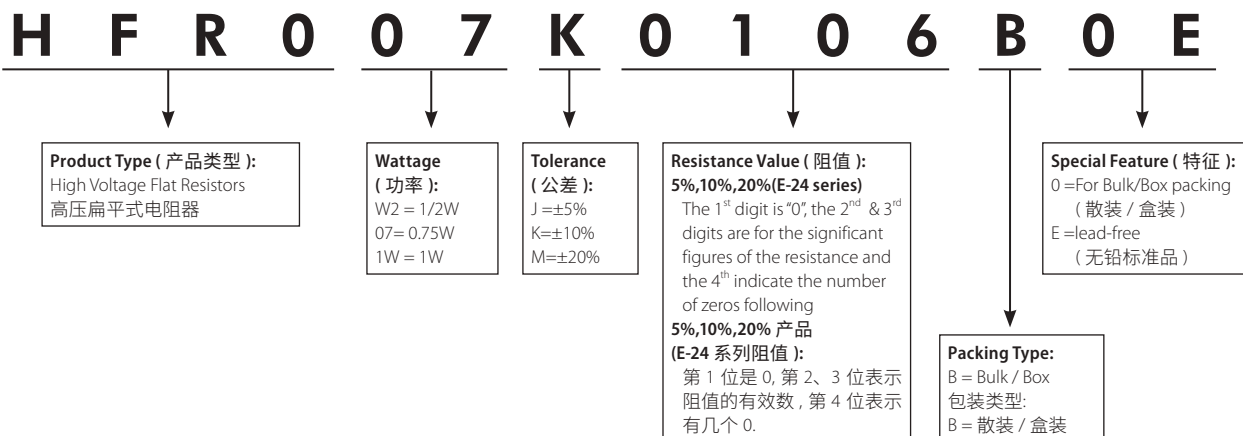 H F R 0 0 7 K 0 1 0 6 B 0 E
Product Type ( 产品类型 ):
High Voltage Flat Resistors
高压扁平式电阻器
Wattage
( 功率 ):
W2 = 1/2W
07= 0.75W
1W = 1W
Tolerance
( 公差 ):
J =±5%
K=±10%
M=±20%
Resistance Value ( 阻值 ):
5%,10%,20%(E-24 series)
The 1st digit is "0", the 2nd & 3rd
digits are for the significant
figures of the resistance and
the 4th indicate the number
of zeros following
5%,10%,20% 产品
(E-24 系列阻值 ):
第 1 位是 0, 第 2、3 位表示
阻值的有效数 , 第 4 位表示
有几个 0.
Packing Type:
B = Bulk / Box
包装类型:
B = 散装 / 盒装
Special Feature ( 特征 ):
0 =For Bulk/Box packing
( 散装 / 盒装 )
E =lead-free
( 无铅标准品 )